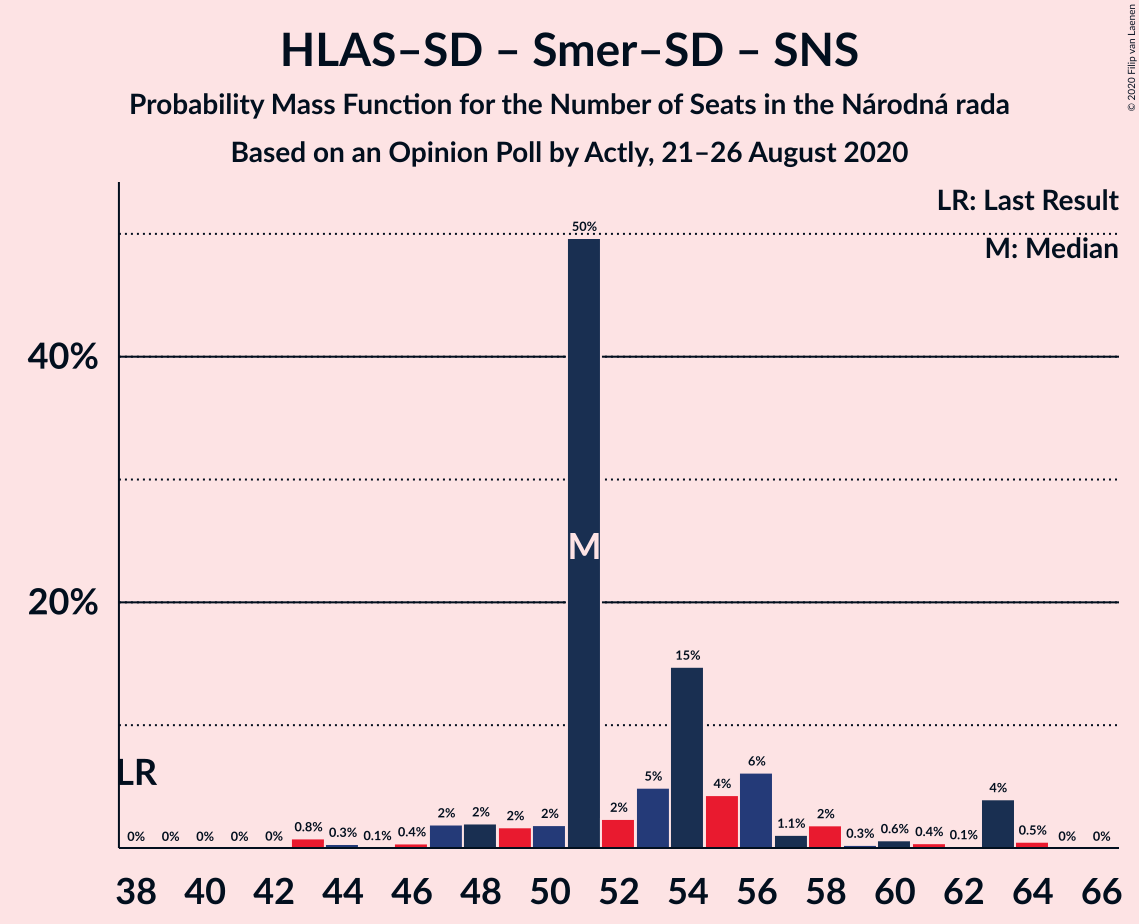 HLAS–SD – Smer–SD – SNS
Probability Mass Function for the Number of Seats in the Národná rada
Based on an Opinion Poll by Actly, 21–26 August 2020
© 2020 Filip van Laenen
LR: Last Result
M: Median
40%
20%
LR
M
0% 0% 0% 0% 0% 0.8% 0.3% 0.1% 0.4% 2% 2% 2% 2% 50% 2% 5% 15% 4% 6% 1.1% 2% 0.3% 0.6% 0.4% 0.1% 4% 0.5% 0% 0%
38 40 42 44 46 48 50 52 54 56 58 60 62 64 66